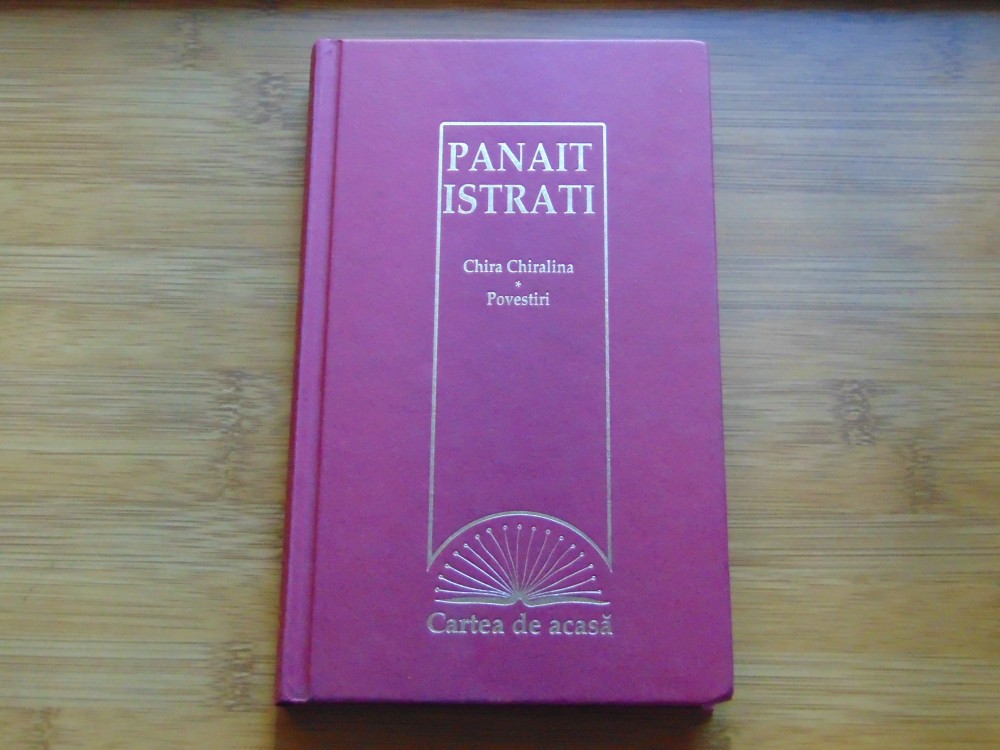 PANAIT
ISTRATI
Chira Chiralina
*
Povestiri
Cartea de acasă